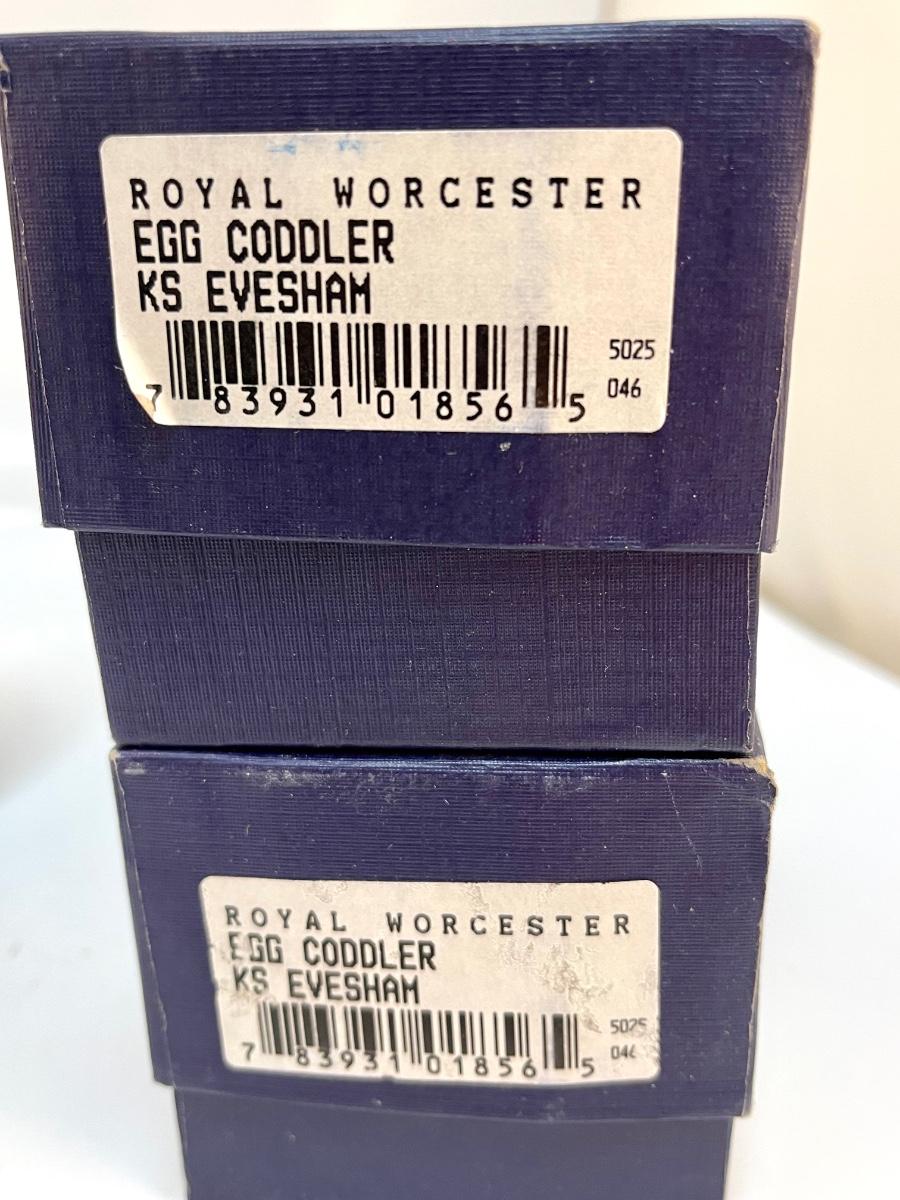 ROYAL WORCESTER
EGG CODDLER
KS EVESHAM
5025
046
7 83931 01856 5
ROYAL WORCESTER
EGG CODDLER
KS EVESHAM
5025
046
7 83931 01856 5